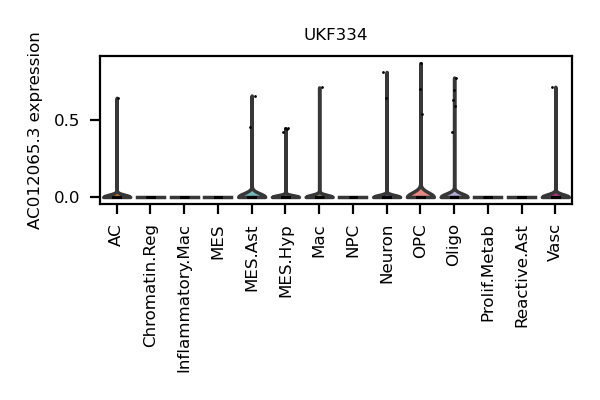 UKF334
AC012065.3 expression
0.5
0.0
AC
Chromatin.Reg
Inflammatory.Mac
MES
MES.Ast
MES.Hyp
Mac
NPC
Neuron
OPC
Oligo
Prolif.Metab
Reactive.Ast
Vasc